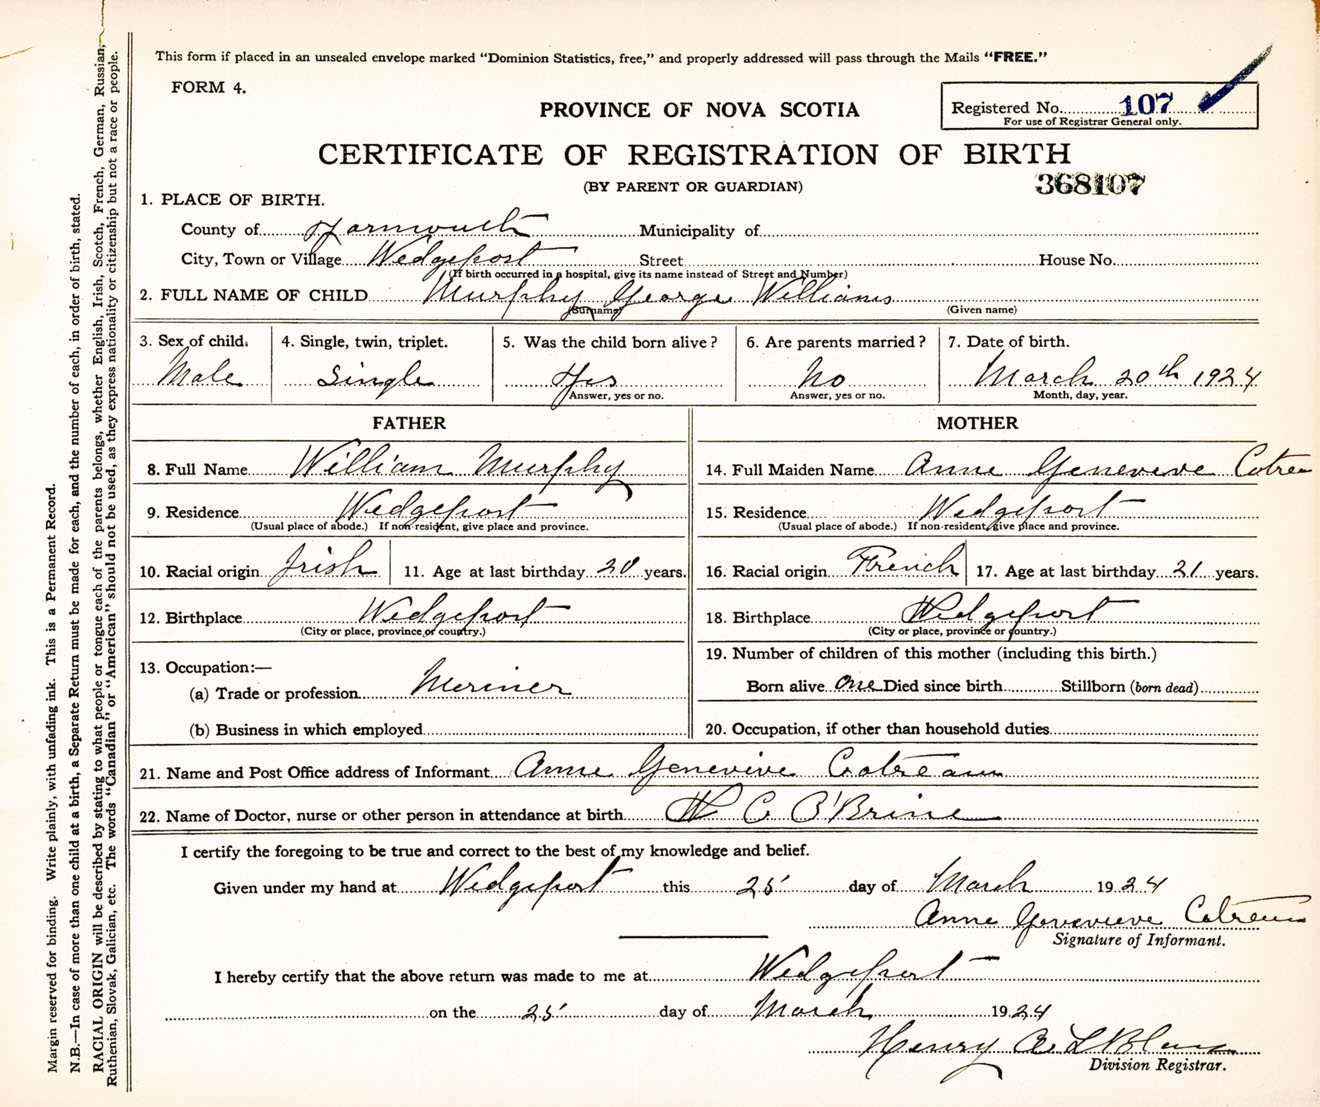 This form if placed in an unsealed envelope marked “Dominion Statistics, free,” and properly addressed will pass through the Mails “FREE.”
FORM 4.
PROVINCE OF NOVA SCOTIA
Registered No. 107
For use of Registrar General only.
CERTIFICATE OF REGISTRATION OF BIRTH
(BY PARENT OR GUARDIAN)
368107
1. PLACE OF BIRTH.
County of Yarmouth Municipality of
City, Town or Village Wedgeport Street House No.
(If birth occurred in a hospital, give its name instead of Street and Number)
2. FULL NAME OF CHILD Murphy George Williams
(Surname) (Given name)
3. Sex of child. 4. Single, twin, triplet. 5. Was the child born alive? 6. Are parents married? 7. Date of birth.
Male Single Yes No March 20th 1924
Answer, yes or no. Answer, yes or no. Month, day, year.
FATHER MOTHER
8. Full Name William Murphy 14. Full Maiden Name Anne Genevieve Cotreau
9. Residence Wedgeport 15. Residence Wedgeport
(Usual place of abode.) If non-resident, give place and province. (Usual place of abode.) If non-resident, give place and province.
10. Racial origin Irish 11. Age at last birthday 20 years. 16. Racial origin French 17. Age at last birthday 21 years.
12. Birthplace Wedgeport 18. Birthplace Wedgeport
(City or place, province or country.) (City or place, province or country.)
13. Occupation:— 19. Number of children of this mother (including this birth.)
(a) Trade or profession Meriner Born alive one Died since birth Stillborn (born dead)
(b) Business in which employed 20. Occupation, if other than household duties
21. Name and Post Office address of Informant Anne Genevive Cotreau
22. Name of Doctor, nurse or other person in attendance at birth W C O'Brine
I certify the foregoing to be true and correct to the best of my knowledge and belief.
Given under my hand at Wedgeport this 25 day of March 1924
Anne Genevieve Cotreau
Signature of Informant.
I hereby certify that the above return was made to me at Wedgeport
on the 25 day of March 1924
Henry
Division Registrar.
Margin reserved for binding. Write plainly, with unfading ink. This is a Permanent Record.
N.B.—In case of more than one child at a birth, a Separate Return must be made for each, and the number of each, in order of birth, stated.
RACIAL ORIGIN will be described by stating to what people or tongue each of the parents belongs, whether English, Irish, Scotch, French, German, Russian,
Ruthenian, Slovak, Galician, etc. The words “Canadian” or “American” should not be used, as they express nationality or citizenship but not a race or people.